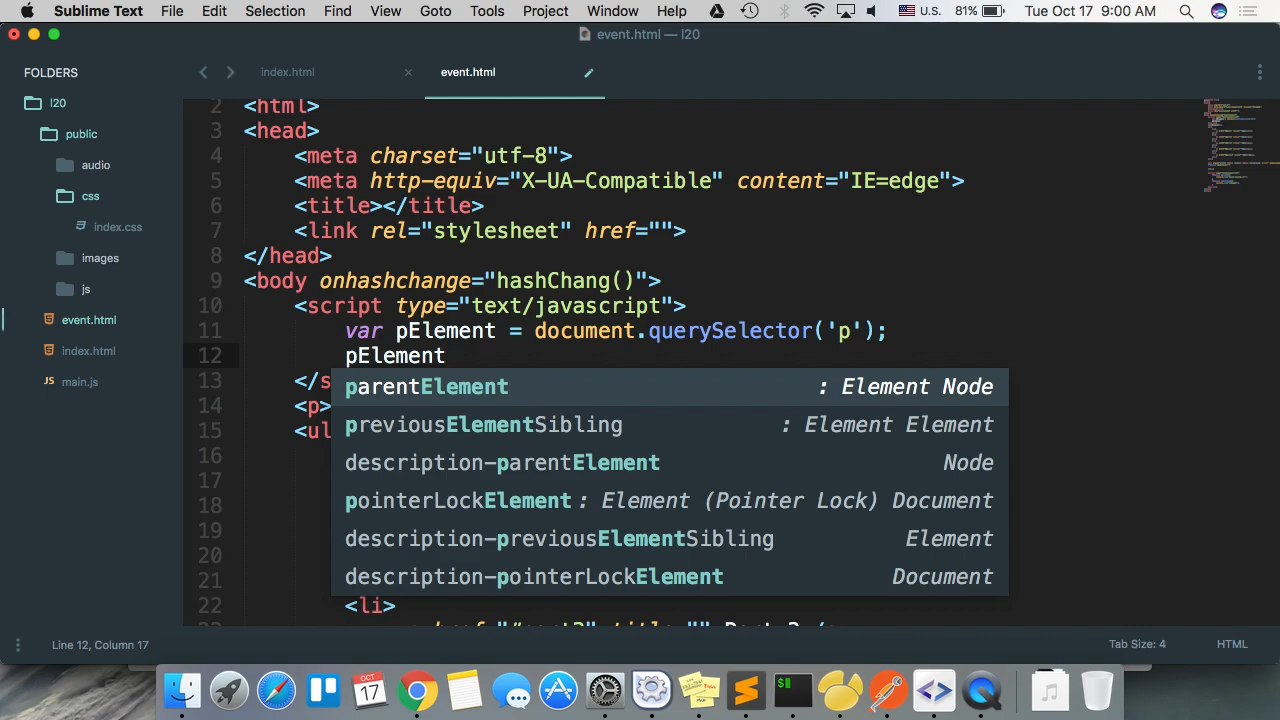 Sublime Text File Edit Selection Find View Goto Tools Project Window Help U.S. 81% Tue Oct 17 9:00 AM
event.html — l20
FOLDERS
l20
public
audio
css
index.css
images
js
event.html
index.html
main.js
index.html × event.html
2 <html>
3 <head>
4 <meta charset="utf-8">
5 <meta http-equiv="X-UA-Compatible" content="IE=edge">
6 <title></title>
7 <link rel="stylesheet" href="">
8 </head>
9 <body onhashchange="hashChang()">
10 <script type="text/javascript">
11 var pElement = document.querySelector('p');
12 pElement
13 </s
14 <p>
15 <ul
16
17
18
19
20
21
22 <li>
parentElement : Element Node
previousElementSibling : Element Element
description-parentElement Node
pointerLockElement : Element (Pointer Lock) Document
description-previousElementSibling Element
description-pointerLockElement Document
Line 12, Column 17 Tab Size: 4 HTML
OCT
17